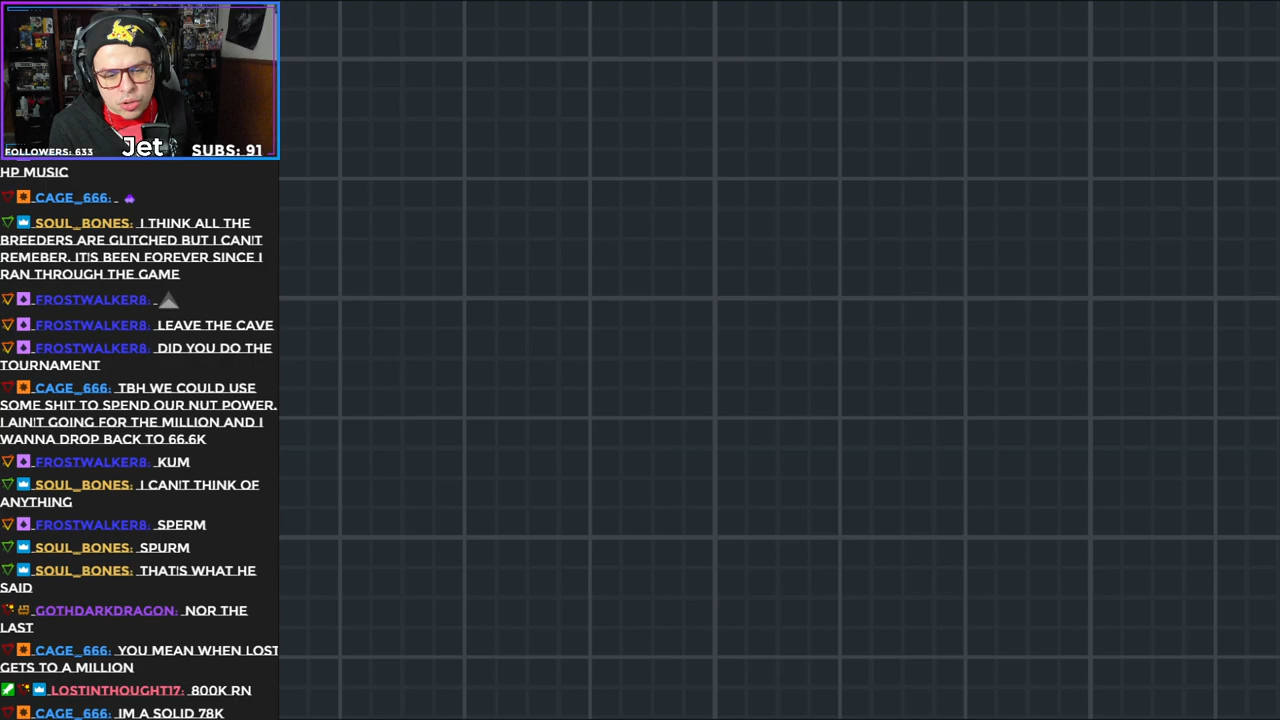 Jet
FOLLOWERS: 633
SUBS: 91
HP MUSIC
CAGE_666:
SOUL_BONES: I THINK ALL THE
BREEDERS ARE GLITCHED BUT I CAN'T
REMEBER. IT'S BEEN FOREVER SINCE I
RAN THROUGH THE GAME
FROSTWALKER8:
FROSTWALKER8: LEAVE THE CAVE
FROSTWALKER8: DID YOU DO THE
TOURNAMENT
CAGE_666: TBH WE COULD USE
SOME SHIT TO SPEND OUR NUT POWER.
I AIN'T GOING FOR THE MILLION AND I
WANNA DROP BACK TO 66.6K
FROSTWALKER8: KUM
SOUL_BONES: I CAN'T THINK OF
ANYTHING
FROSTWALKER8: SPERM
SOUL_BONES: SPURM
SOUL_BONES: THAT'S WHAT HE
SAID
GOTHDARKDRAGON: NOR THE
LAST
CAGE_666: YOU MEAN WHEN LOST
GETS TO A MILLION
LOSTINTHOUGHT17: 800K RN
CAGE_666: IM A SOLID 78K